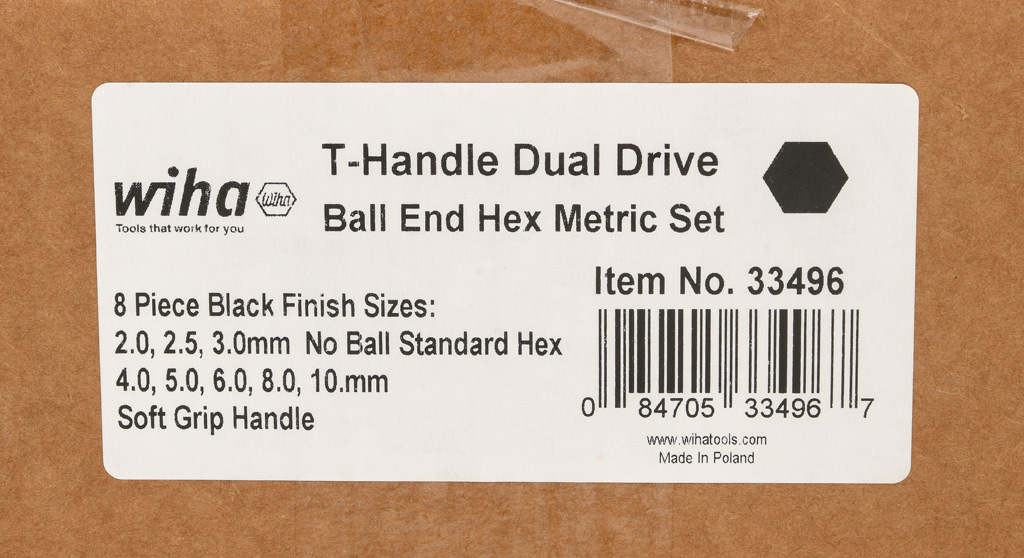 wiha wiha
Tools that work for you
T-Handle Dual Drive
Ball End Hex Metric Set
8 Piece Black Finish Sizes:
2.0, 2.5, 3.0mm No Ball Standard Hex
4.0, 5.0, 6.0, 8.0, 10.mm
Soft Grip Handle
Item No. 33496
0 84705 33496 7
www.wihatools.com
Made In Poland